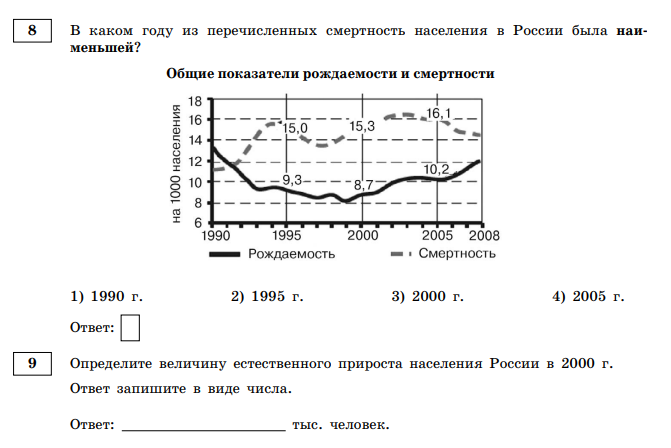 8
В каком году из перечисленных смертность населения в России была наи-
меньшей?
Общие показатели рождаемости и смертности
на 1000 населения
18
16
14
12
10
8
6
15,0
15,3
16,1
9,3
8,7
10,2
1990 1995 2000 2005 2008
Рождаемость Смертность
1) 1990 г. 2) 1995 г. 3) 2000 г. 4) 2005 г.
Ответ:
9
Определите величину естественного прироста населения России в 2000 г.
Ответ запишите в виде числа.
Ответ: ____________________ тыс. человек.